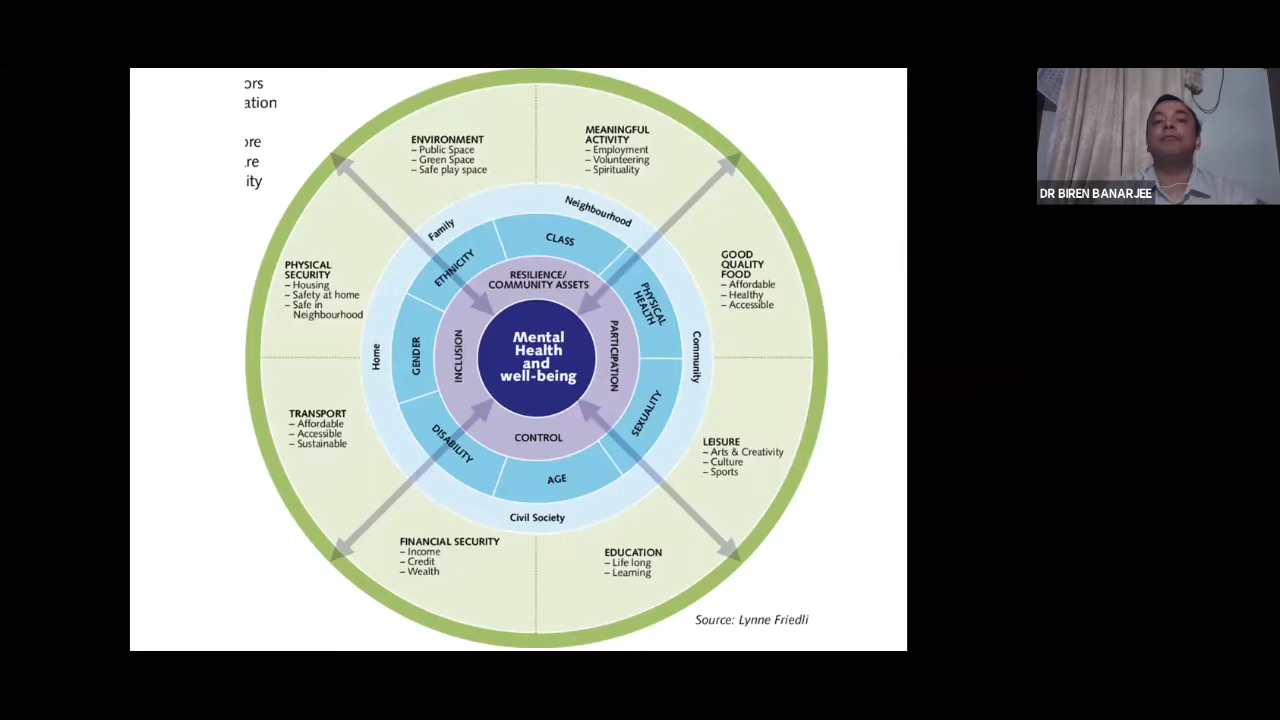 ors
ation
ore
are
ity
ENVIRONMENT
– Public Space
– Green Space
– Safe play space
MEANINGFUL
ACTIVITY
– Employment
– Volunteering
– Spirituality
PHYSICAL
SECURITY
– Housing
– Safety at home
– Safe in
Neighbourhood
GOOD
QUALITY
FOOD
– Affordable
– Healthy
– Accessible
TRANSPORT
– Affordable
– Accessible
– Sustainable
LEISURE
– Arts & Creativity
– Culture
– Sports
FINANCIAL SECURITY
– Income
– Credit
– Wealth
EDUCATION
– Life long
– Learning
Family
Neighbourhood
Home
Community
Civil Society
ETHNICITY
CLASS
PHYSICAL
HEALTH
GENDER
SEXUALITY
DISABILITY
AGE
RESILIENCE/
COMMUNITY ASSETS
INCLUSION
PARTICIPATION
CONTROL
Mental
Health
and
well-being
Source: Lynne Friedli
DR BIREN BANARJEE